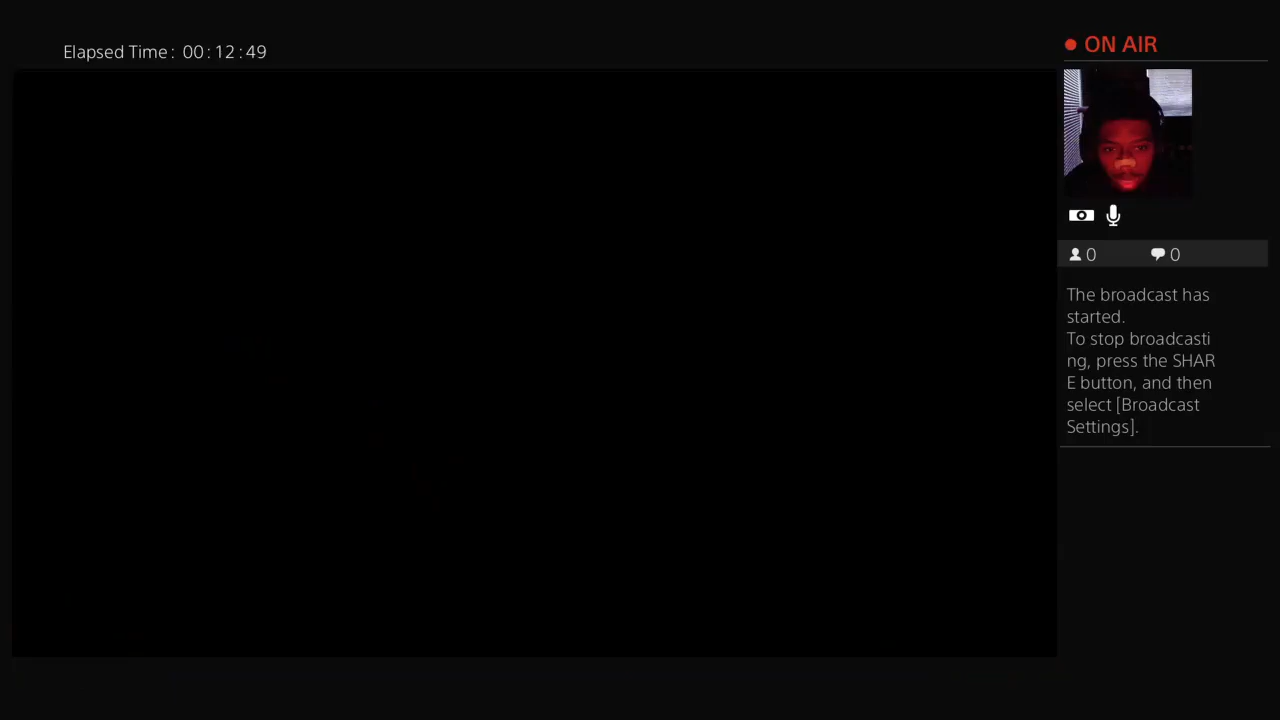 Elapsed Time: 00:12:49
ON AIR
0 0
The broadcast has
started.
To stop broadcasti
ng, press the SHAR
E button, and then
select [Broadcast
Settings].